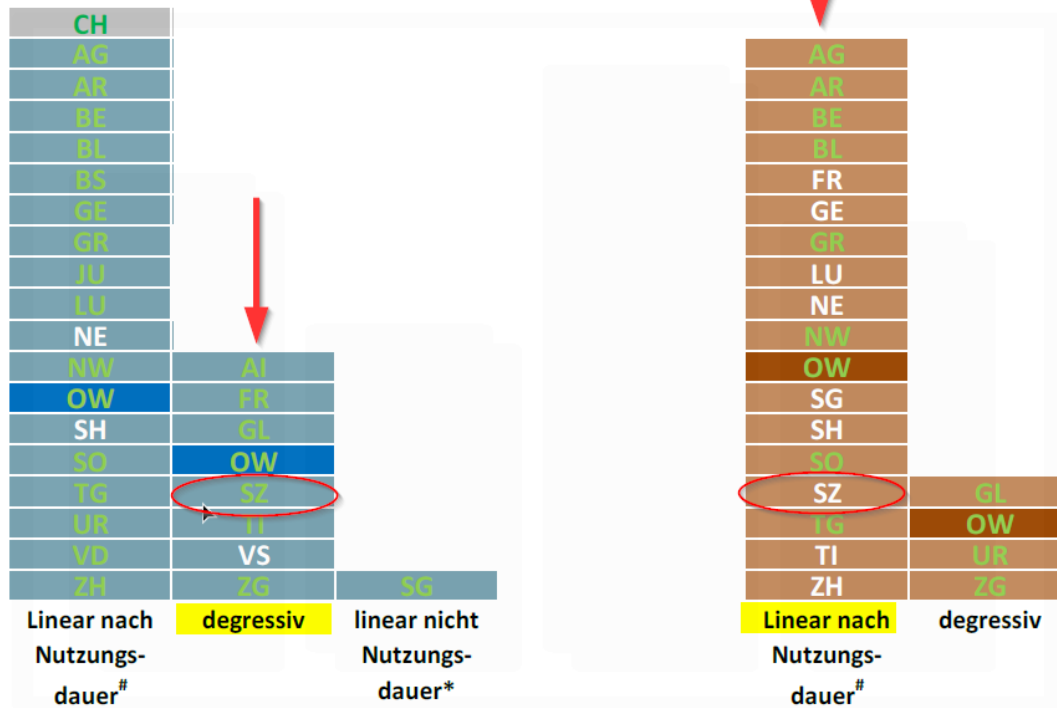 CH
AG AG
AR AR
BE BE
BL BL
BS FR
GE GE
GR GR
JU LU
LU NE
NE NW
NW AI OW
OW FR SG
SH GL SH
SO OW SO
TG SZ SZ GL
UR TI TG OW
VD VS TI UR
ZH ZG SG ZH ZG
Linear nach degressiv linear nicht Linear nach degressiv
Nutzungs- Nutzungs- Nutzungs-
dauer# dauer* dauer#